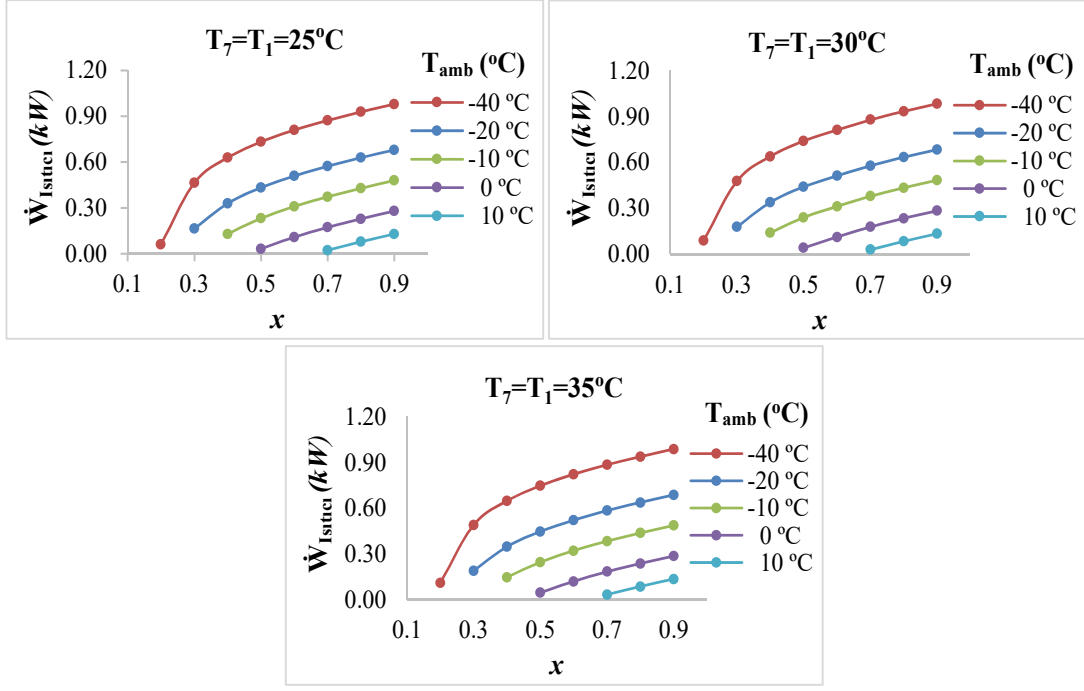 T7=T1=25ºC
Tamb (ºC)
1.20
0.90
0.60
0.30
0.00
ẆIsıtıcı (kW)
-40 ºC
-20 ºC
-10 ºC
0 ºC
10 ºC
0.1 0.3 0.5 0.7 0.9
x
T7=T1=30ºC
Tamb (ºC)
1.20
0.90
0.60
0.30
0.00
ẆIsıtıcı (kW)
-40 ºC
-20 ºC
-10 ºC
0 ºC
10 ºC
0.1 0.3 0.5 0.7 0.9
x
T7=T1=35ºC
Tamb (ºC)
1.20
0.90
0.60
0.30
0.00
ẆIsıtıcı (kW)
-40 ºC
-20 ºC
-10 ºC
0 ºC
10 ºC
0.1 0.3 0.5 0.7 0.9
x